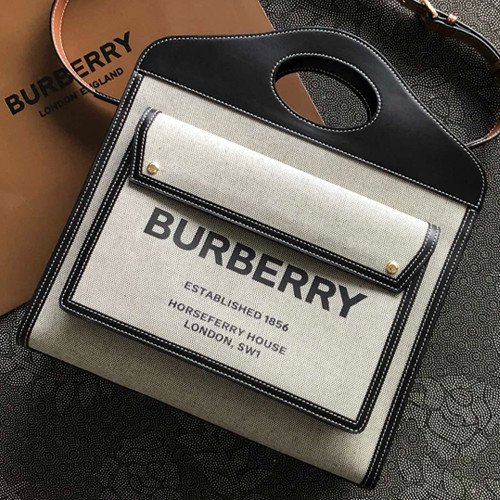 BURBERRY
LONDON ENGLAND
BURBERRY
ESTABLISHED 1856
HORSEFERRY HOUSE
LONDON, SW1